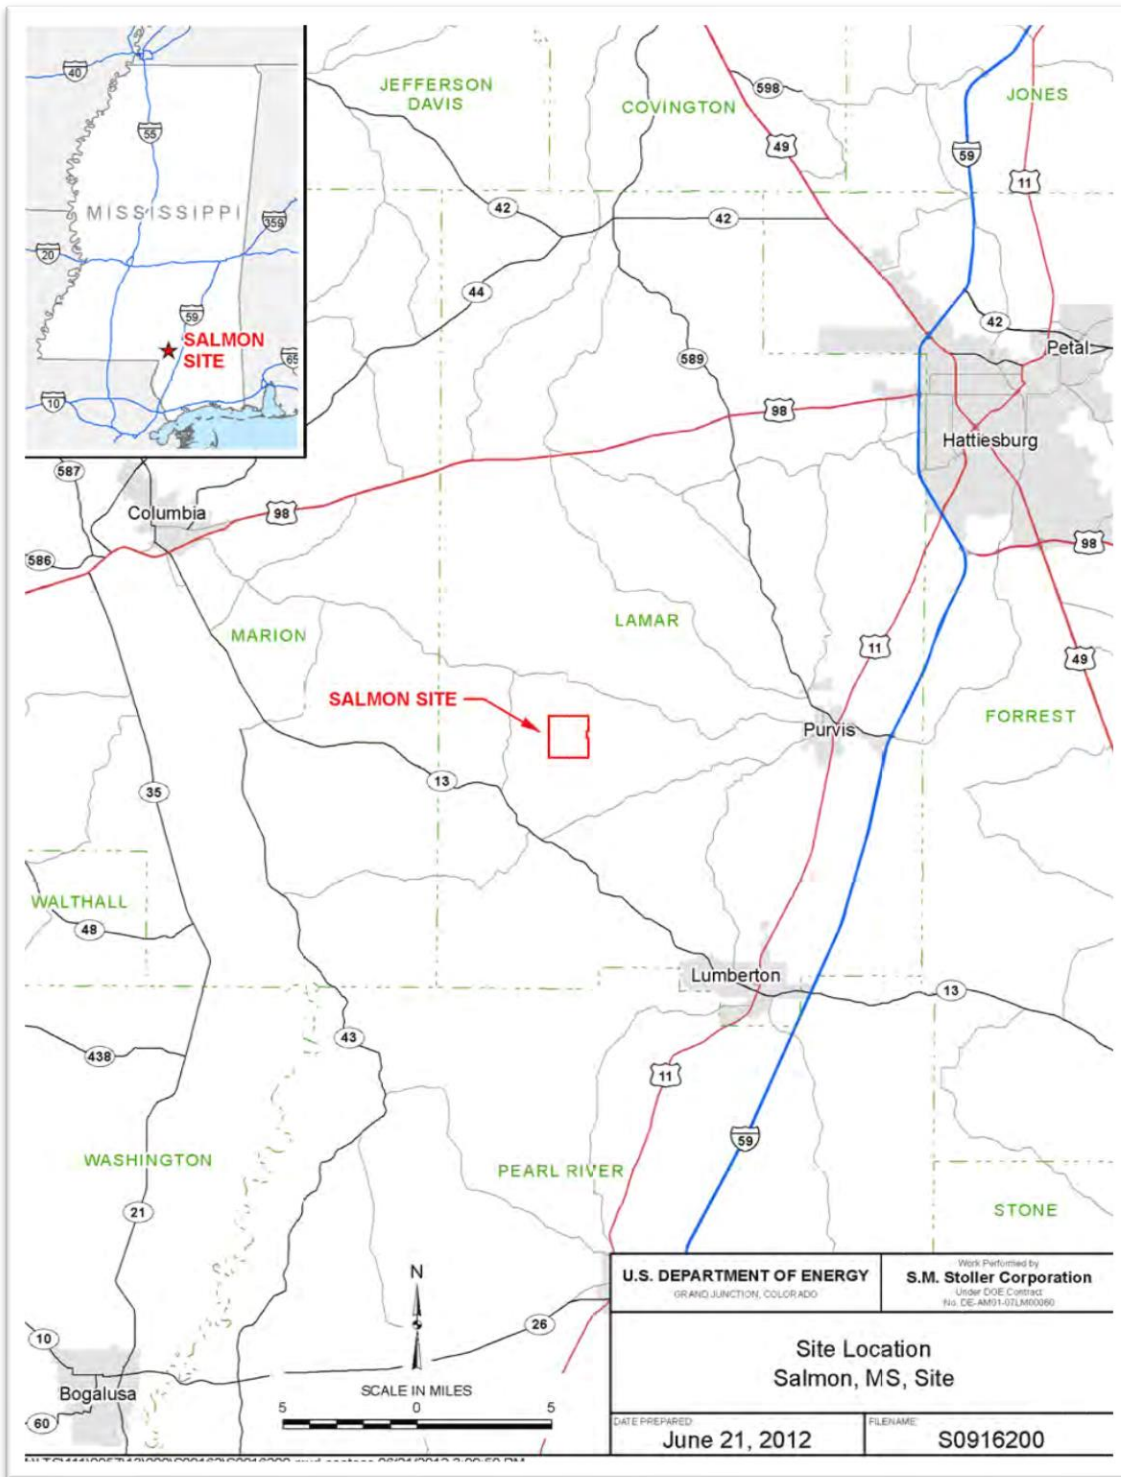 40
55
MISSISSIPPI
359
20
59
SALMON
SITE
65
10
JEFFERSON
DAVIS
COVINGTON
JONES
598
49
59
11
42
42
44
42
Petal
589
98
Hattiesburg
587
Columbia
98
98
586
LAMAR
MARION
11
49
SALMON SITE
FORREST
Purvis
13
35
WALTHALL
48
Lumberton
13
43
438
11
59
WASHINGTON
PEARL RIVER
21
STONE
N
26
10
SCALE IN MILES
5 0 5
Bogalusa
60
U.S. DEPARTMENT OF ENERGY
GRAND JUNCTION, COLORADO
Work Performed by
S.M. Stoller Corporation
Under DOE Contract
No. DE-AM01-07LM00060
Site Location
Salmon, MS, Site
DATE PREPARED:
June 21, 2012
FILENAME:
S0916200